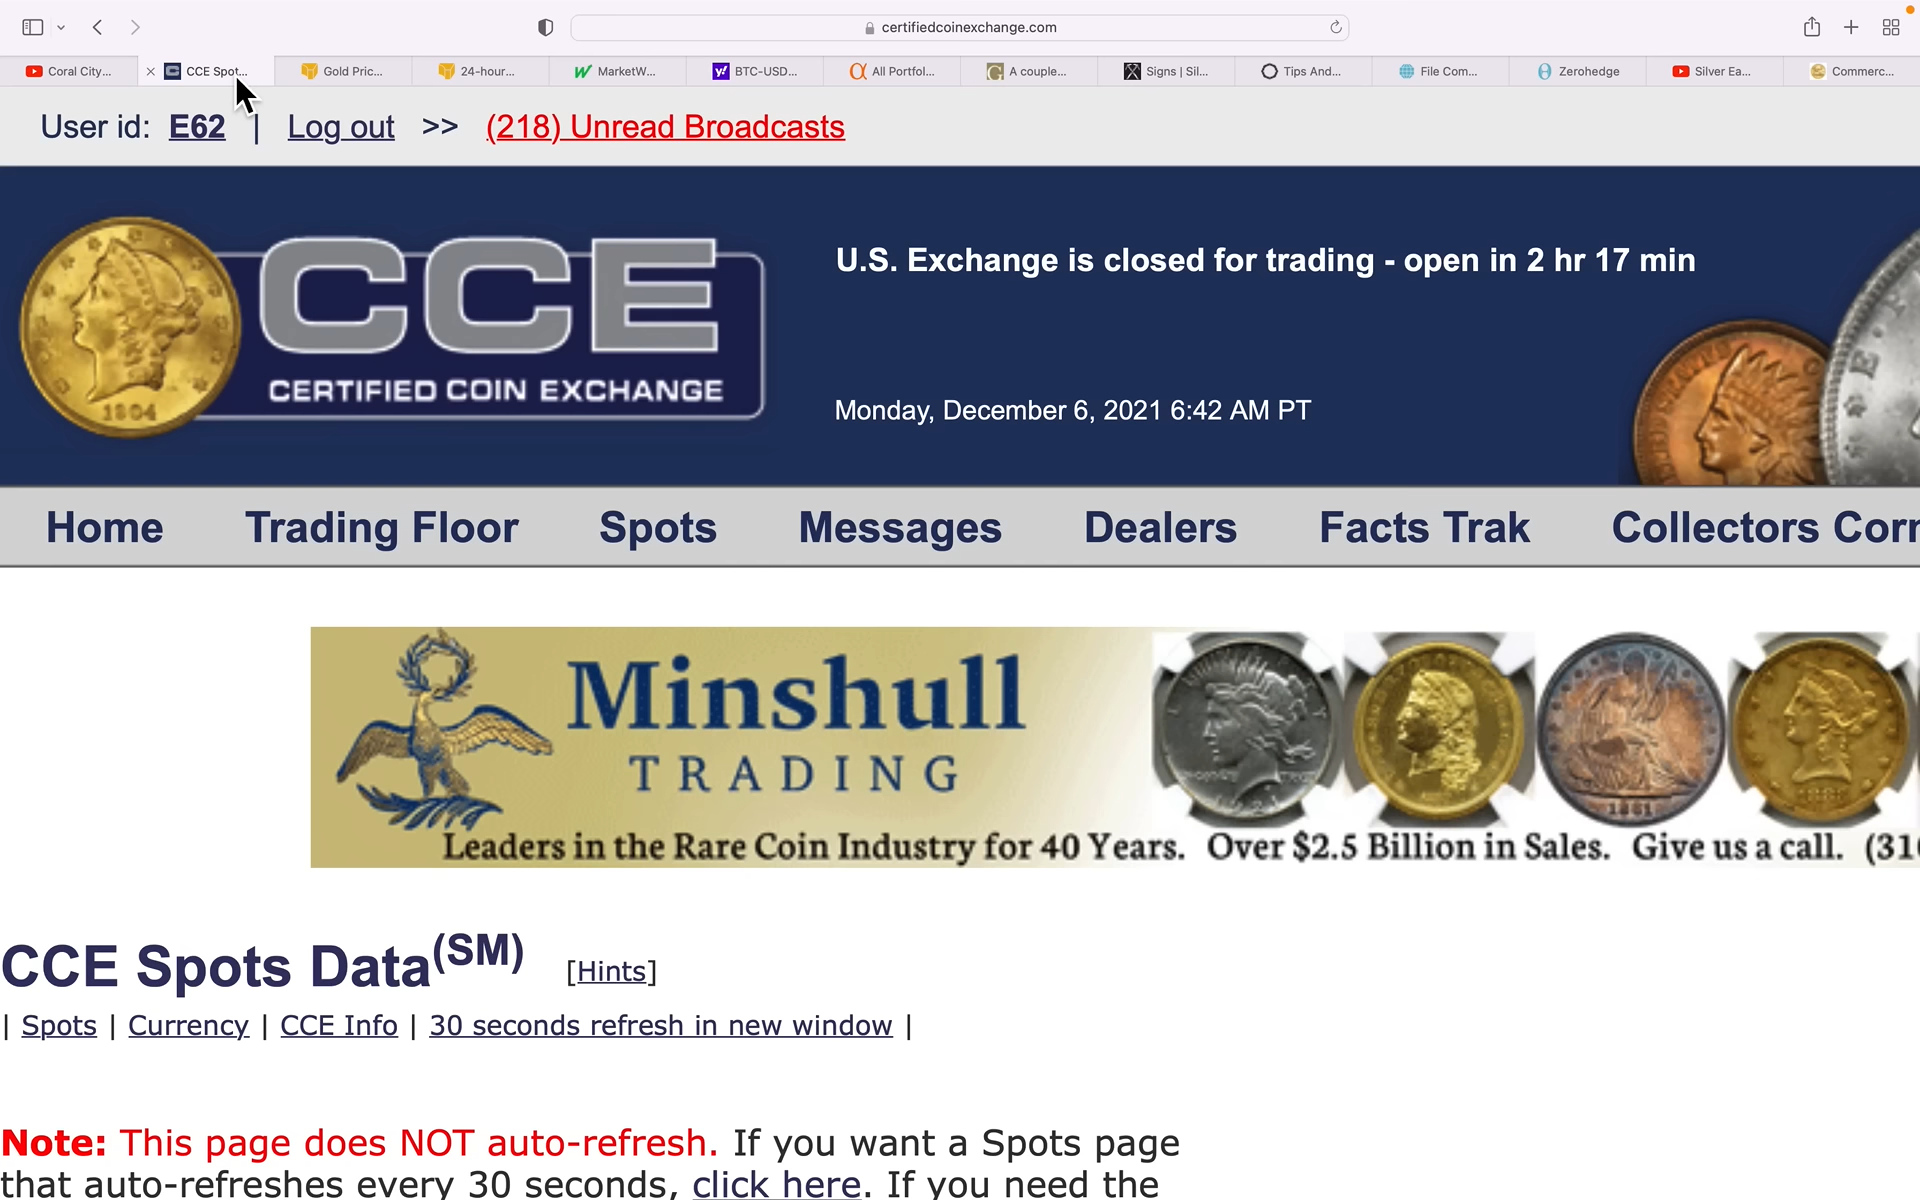 certifiedcoinexchange.com
Coral City...
CCE Spot...
Gold Pric...
24-hour...
MarketW...
BTC-USD...
All Portfol...
A couple...
Signs | Sil...
Tips And...
File Com...
Zerohedge
Silver Ea...
Commerc...
User id: E62 | Log out >> (218) Unread Broadcasts
CCE
CERTIFIED COIN EXCHANGE
1904
U.S. Exchange is closed for trading - open in 2 hr 17 min
Monday, December 6, 2021 6:42 AM PT
Home Trading Floor Spots Messages Dealers Facts Trak Collectors Corr
Minshull
TRADING
Leaders in the Rare Coin Industry for 40 Years. Over $2.5 Billion in Sales. Give us a call. (310
CCE Spots Data(SM) [Hints]
| Spots | Currency | CCE Info | 30 seconds refresh in new window |
Note: This page does NOT auto-refresh. If you want a Spots page
that auto-refreshes every 30 seconds, click here. If you need the